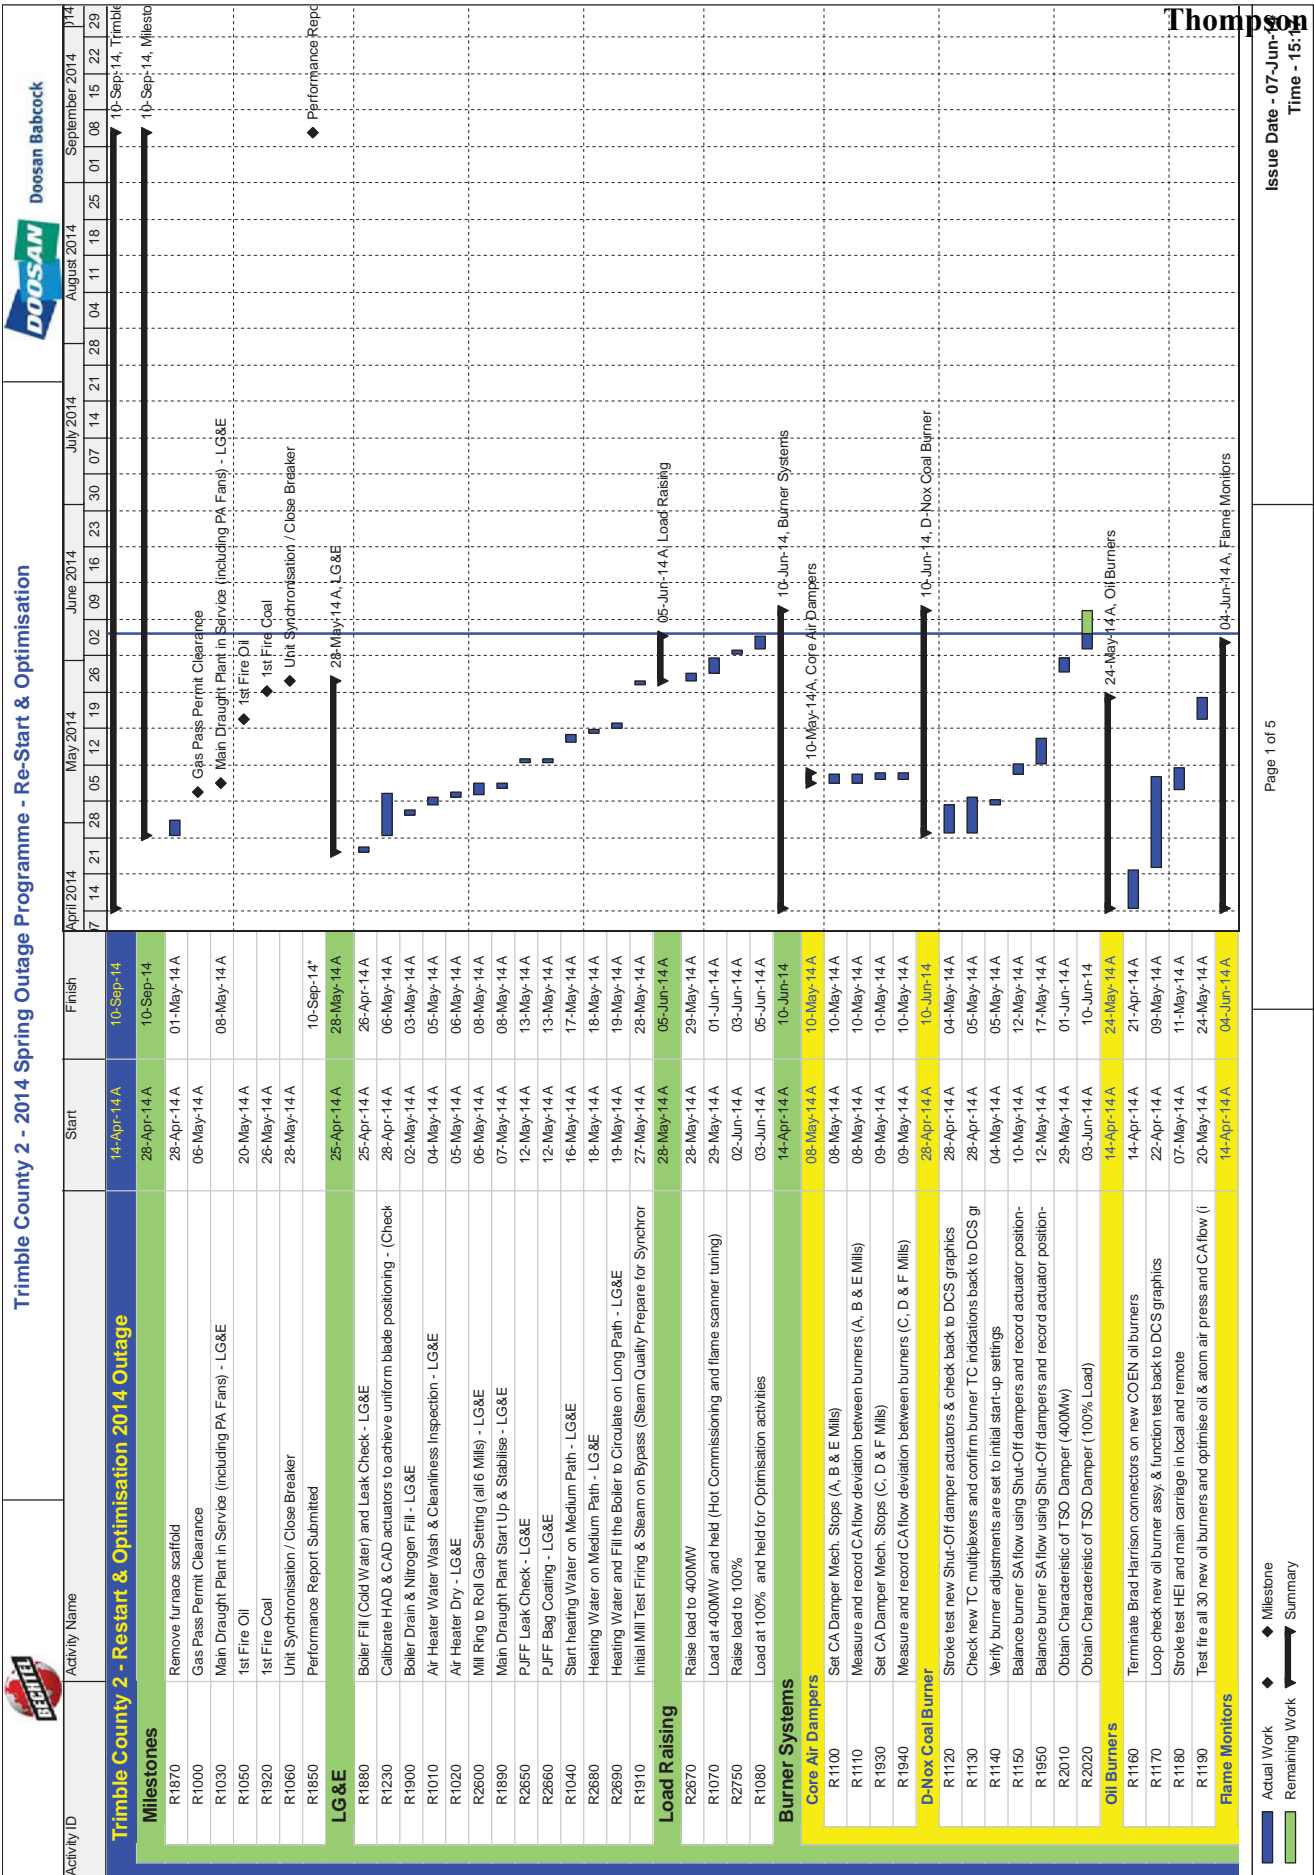 Thompson
BECHTEL
Trimble County 2 - 2014 Spring Outage Programme - Re-Start & Optimisation
DOOSAN Doosan Babcock
Activity ID Activity Name Start Finish
April 2014 May 2014 June 2014 July 2014 August 2014 September 2014 )14
)7 14 21 28 05 12 19 26 02 09 16 23 30 07 14 21 28 04 11 18 25 01 08 15 22 29
Trimble County 2 - Restart & Optimisation 2014 Outage 14-Apr-14 A 10-Sep-14 10-Sep-14, Trimble
Milestones 28-Apr-14 A 10-Sep-14 10-Sep-14, Milesto
R1870 Remove furnace scaffold 28-Apr-14 A 01-May-14 A
R1000 Gas Pass Permit Clearance 06-May-14 A Gas Pass Permit Clearance
R1030 Main Draught Plant in Service (including PA Fans) - LG&E 08-May-14 A Main Draught Plant in Service (including PA Fans) - LG&E
R1050 1st Fire Oil 20-May-14 A 1st Fire Oil
R1920 1st Fire Coal 26-May-14 A 1st Fire Coal
R1060 Unit Synchronisation / Close Breaker 28-May-14 A Unit Synchronisation / Close Breaker
R1850 Performance Report Submitted 10-Sep-14* Performance Repo
LG&E 25-Apr-14 A 28-May-14 A 28-May-14 A, LG&E
R1880 Boiler Fill (Cold Water) and Leak Check - LG&E 25-Apr-14 A 26-Apr-14 A
R1230 Calibrate HAD & CAD actuators to achieve uniform blade positioning - (Check 28-Apr-14 A 06-May-14 A
R1900 Boiler Drain & Nitrogen Fill - LG&E 02-May-14 A 03-May-14 A
R1010 Air Heater Water Wash & Cleanliness Inspection - LG&E 04-May-14 A 05-May-14 A
R1020 Air Heater Dry - LG&E 05-May-14 A 06-May-14 A
R2600 Mill Ring to Roll Gap Setting (all 6 Mills) - LG&E 06-May-14 A 08-May-14 A
R1890 Main Draught Plant Start Up & Stabilise - LG&E 07-May-14 A 08-May-14 A
R2650 PJFF Leak Check - LG&E 12-May-14 A 13-May-14 A
R2660 PJFF Bag Coating - LG&E 12-May-14 A 13-May-14 A
R1040 Start heating Water on Medium Path - LG&E 16-May-14 A 17-May-14 A
R2680 Heating Water on Medium Path - LG&E 18-May-14 A 18-May-14 A
R2690 Heating Water and Fill the Boiler to Circulate on Long Path - LG&E 19-May-14 A 19-May-14 A
R1910 Initial Mill Test Firing & Steam on Bypass (Steam Quality Prepare for Synchror 27-May-14 A 28-May-14 A
Load Raising 28-May-14 A 05-Jun-14 A 05-Jun-14 A, Load Raising
R2670 Raise load to 400MW 28-May-14 A 29-May-14 A
R1070 Load at 400MW and held (Hot Commissioning and flame scanner tuning) 29-May-14 A 01-Jun-14 A
R2750 Raise load to 100% 02-Jun-14 A 03-Jun-14 A
R1080 Load at 100% and held for Optimisation activities 03-Jun-14 A 05-Jun-14 A
Burner Systems 14-Apr-14 A 10-Jun-14 10-Jun-14, Burner Systems
Core Air Dampers 08-May-14 A 10-May-14 A 10-May-14 A, Core Air Dampers
R1100 Set CA Damper Mech. Stops (A, B & E Mills) 08-May-14 A 10-May-14 A
R1110 Measure and record CA flow deviation between burners (A, B & E Mills) 08-May-14 A 10-May-14 A
R1930 Set CA Damper Mech. Stops (C, D & F Mills) 09-May-14 A 10-May-14 A
R1940 Measure and record CA flow deviation between burners (C, D & F Mills) 09-May-14 A 10-May-14 A
D-Nox Coal Burner 28-Apr-14 A 10-Jun-14 10-Jun-14, D-Nox Coal Burner
R1120 Stroke test new Shut-Off damper actuators & check back to DCS graphics 28-Apr-14 A 04-May-14 A
R1130 Check new TC multiplexers and confirm burner TC indications back to DCS gr 28-Apr-14 A 05-May-14 A
R1140 Verify burner adjustments are set to initial start-up settings 04-May-14 A 05-May-14 A
R1150 Balance burner SA flow using Shut-Off dampers and record actuator position- 10-May-14 A 12-May-14 A
R1950 Balance burner SA flow using Shut-Off dampers and record actuator position- 12-May-14 A 17-May-14 A
R2010 Obtain Characteristic of TSO Damper (400Mw) 29-May-14 A 01-Jun-14 A
R2020 Obtain Characteristic of TSO Damper (100% Load) 03-Jun-14 A 10-Jun-14
Oil Burners 14-Apr-14 A 24-May-14 A 24-May-14 A, Oil Burners
R1160 Terminate Brad Harrison connectors on new COEN oil burners 14-Apr-14 A 21-Apr-14 A
R1170 Loop check new oil burner assy. & function test back to DCS graphics 22-Apr-14 A 09-May-14 A
R1180 Stroke test HEI and main carriage in local and remote 07-May-14 A 11-May-14 A
R1190 Test fire all 30 new oil burners and optimise oil & atom air press and CA flow (i 20-May-14 A 24-May-14 A
Flame Monitors 14-Apr-14 A 04-Jun-14 A 04-Jun-14 A, Flame Monitors
Actual Work Milestone
Remaining Work Summary
Page 1 of 5
Issue Date - 07-Jun-
Time - 15:1